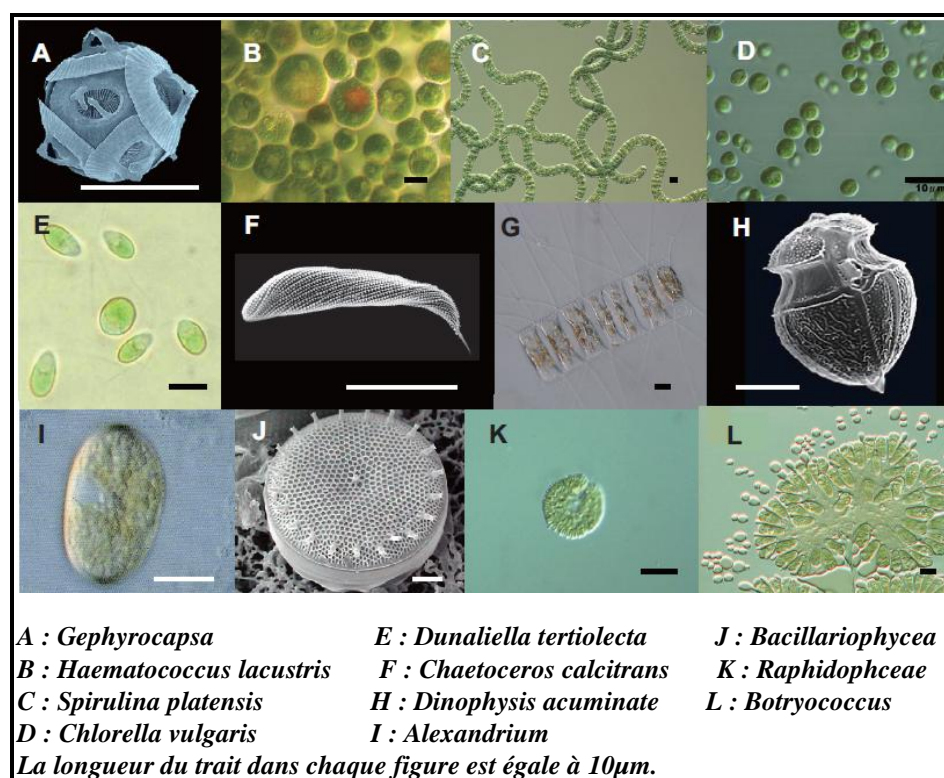 A B C D
10 µm
E F G H
I J K L
A : Gephyrocapsa E : Dunaliella tertiolecta J : Bacillariophycea
B : Haematococcus lacustris F : Chaetoceros calcitrans K : Raphidophceae
C : Spirulina platensis H : Dinophysis acuminate L : Botryococcus
D : Chlorella vulgaris I : Alexandrium
La longueur du trait dans chaque figure est égale à 10µm.